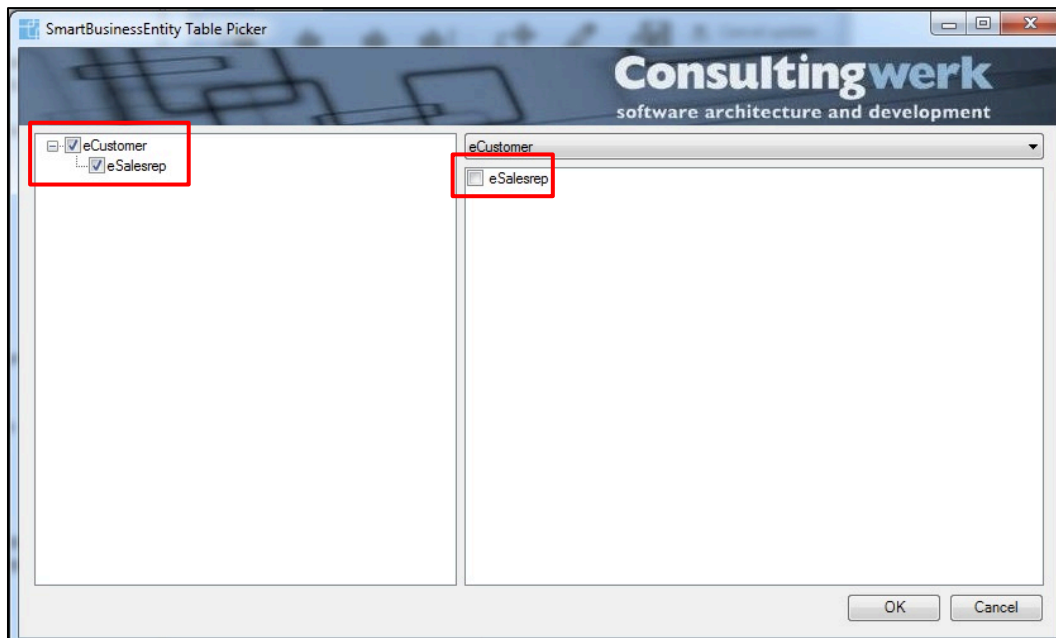 SmartBusinessEntity Table Picker
Consultingwerk
software architecture and development
eCustomer
eSalesrep
eCustomer
eSalesrep
OK
Cancel